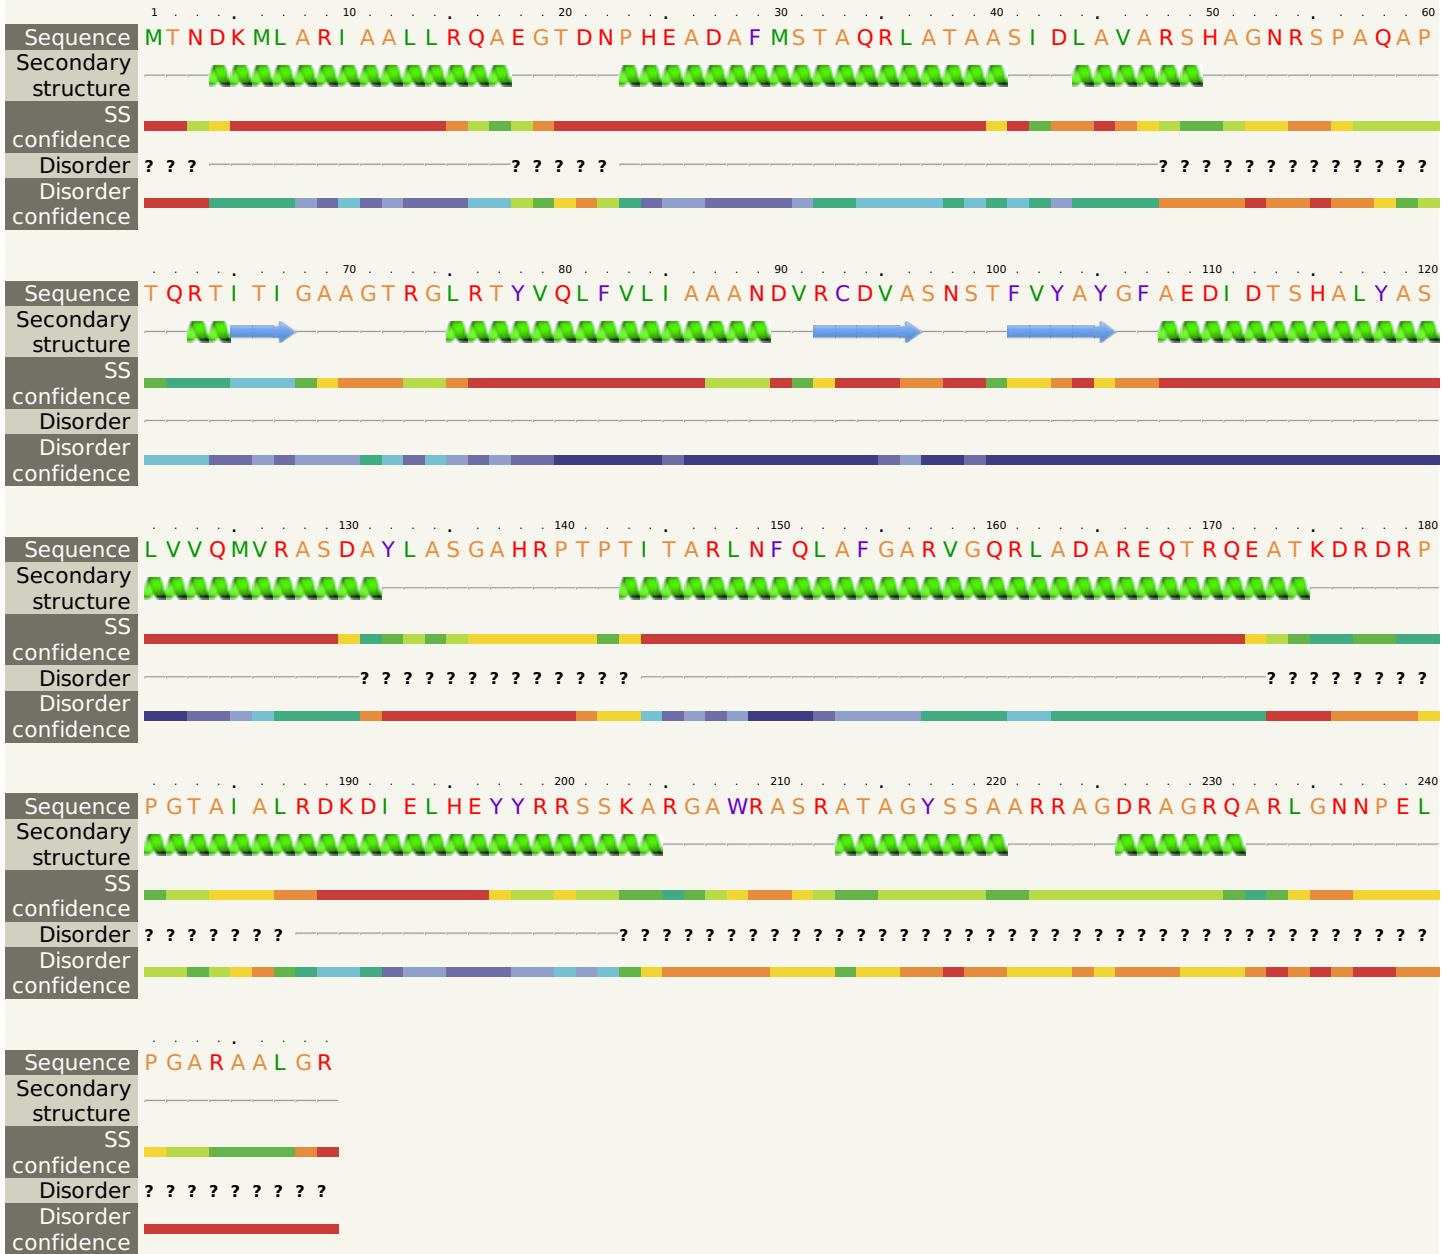 1 10 20 30 40 50 60
Sequence MTNDKMLARIAALLRQAEGTDNPHEADAFMSTAQRLATAASIDLAVARSHAGNRSPAQAP
Secondary
structure
SS
confidence
Disorder ? ? ? ? ? ? ? ? ? ? ? ? ? ? ? ? ? ? ? ? ?
Disorder
confidence
70 80 90 100 110 120
Sequence TQRTITIGAAGTRGLRTYVQLFVLIAAANDVRCDVASNSTFVYAYGFAEDIDTSHALYAS
Secondary
structure
SS
confidence
Disorder
Disorder
confidence
130 140 150 160 170 180
Sequence LVVQMVRASDAYLASGAHRPTPTITARLNFQLAFGARVGQRLADAREQTRQEATKDRDRP
Secondary
structure
SS
confidence
Disorder ? ? ? ? ? ? ? ? ? ? ? ? ? ? ? ? ? ? ? ? ?
Disorder
confidence
190 200 210 220 230 240
Sequence PGTAIALRDKDIELHEYYRRSSKARGAWRASRATAGYSSAARRAGDRAGRQARLGNNPEL
Secondary
structure
SS
confidence
Disorder ? ? ? ? ? ? ? ? ? ? ? ? ? ? ? ? ? ? ? ? ? ? ? ? ? ? ? ? ? ? ? ? ? ? ? ? ? ? ? ? ? ? ? ? ?
Disorder
confidence
Sequence PGARAALGR
Secondary
structure
SS
confidence
Disorder ? ? ? ? ? ? ? ? ?
Disorder
confidence